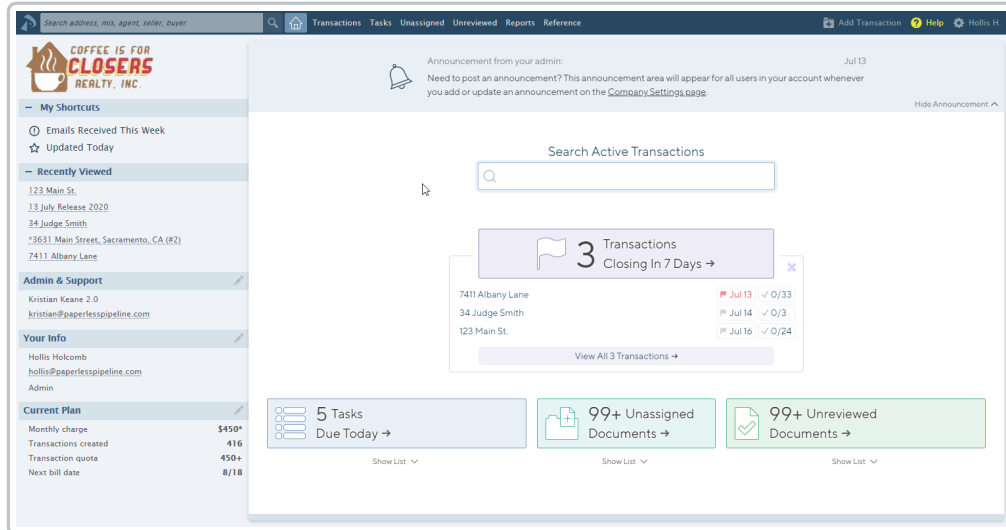 Search address, mls, agent, seller, buyer
Transactions Tasks Unassigned Unreviewed Reports Reference
Add Transaction ? Help Hollis H.
COFFEE IS FOR
CLOSERS
REALTY, INC.
− My Shortcuts
Emails Received This Week
Updated Today
− Recently Viewed
123 Main St.
13 July Release 2020
34 Judge Smith
*3631 Main Street, Sacramento, CA (#2)
7411 Albany Lane
Admin & Support
Kristian Keane 2.0
kristian@paperlesspipeline.com
Your Info
Hollis Holcomb
hollis@paperlesspipeline.com
Admin
Current Plan
Monthly charge $450*
Transactions created 416
Transaction quota 450+
Next bill date 8/18
Announcement from your admin: Jul 13
Need to post an announcement? This announcement area will appear for all users in your account whenever
you add or update an announcement on the Company Settings page.
Hide Announcement
Search Active Transactions
3 Transactions
Closing In 7 Days →
7411 Albany Lane Jul 13 0/33
34 Judge Smith Jul 14 0/3
123 Main St. Jul 16 0/24
View All 3 Transactions →
5 Tasks
Due Today →
Show List
99+ Unassigned
Documents →
Show List
99+ Unreviewed
Documents →
Show List